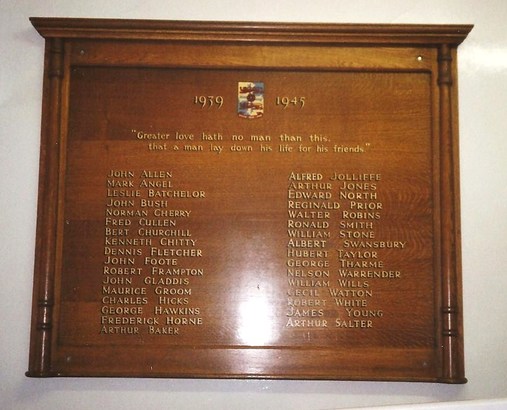 1939 1945
"Greater love hath no man than this,
that a man lay down his life for his friends."
JOHN ALLEN
MARK ANGEL
LESLIE BATCHELOR
JOHN BUSH
NORMAN CHERRY
FRED CULLEN
BERT CHURCHILL
KENNETH CHITTY
DENNIS FLETCHER
JOHN FOOTE
ROBERT FRAMPTON
JOHN GLADDIS
MAURICE GROOM
CHARLES HICKS
GEORGE HAWKINS
FREDERICK HORNE
ARTHUR BAKER
ALFRED JOLLIFFE
ARTHUR JONES
EDWARD NORTH
REGINALD PRIOR
WALTER ROBINS
RONALD SMITH
WILLIAM STONE
ALBERT SWANSBURY
HUBERT TAYLOR
GEORGE THARME
NELSON WARRENDER
WILLIAM WILLS
CECIL WATTON
ROBERT WHITE
JAMES YOUNG
ARTHUR SALTER